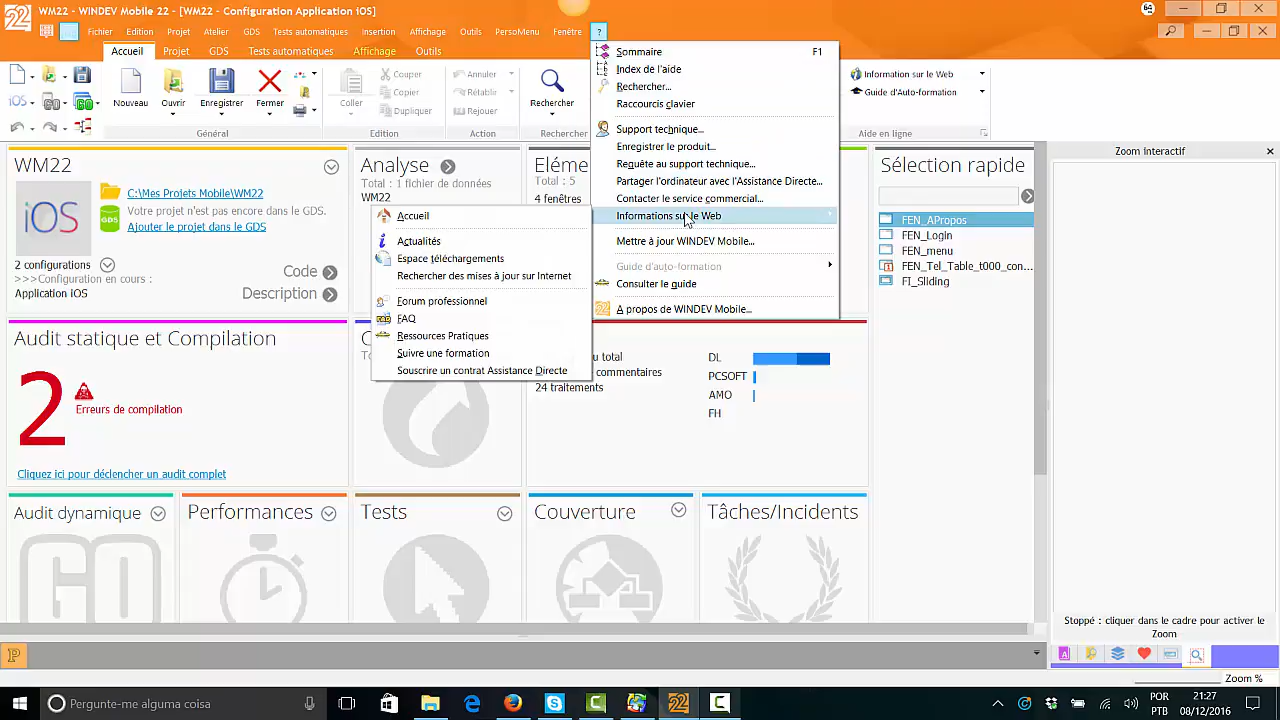 WM22 - WINDEV Mobile 22 - [WM22 - Configuration Application iOS]
64
Fichier Edition Projet Atelier GDS Tests automatiques Insertion Affichage Outils PersoMenu Fenêtre ?
Accueil Projet GDS Tests automatiques Affichage Outils
iOS
Nouveau
Ouvrir
Enregistrer
Fermer
Général
Coller
Couper
Copier
Dupliquer
Edition
Annuler
Rétablir
Rejouer
Action
Rechercher
Rechercher
Sommaire F1
Index de l'aide
Rechercher...
Raccourcis clavier
Support technique...
Enregistrer le produit...
Requête au support technique...
Partager l'ordinateur avec l'Assistance Directe...
Contacter le service commercial...
Informations sur le Web
Mettre à jour WINDEV Mobile...
Guide d'auto-formation
Consulter le guide
A propos de WINDEV Mobile...
Accueil
Actualités
Espace téléchargements
Rechercher des mises à jour sur Internet
Forum professionnel
FAQ
Ressources Pratiques
Suivre une formation
Souscrire un contrat Assistance Directe
Information sur le Web
Guide d'Auto-formation
Aide en ligne
WM22
iOS
C:\Mes Projets Mobile\WM22
Votre projet n'est pas encore dans le GDS.
Ajouter le projet dans le GDS
2 configurations
>>>Configuration en cours :
Application iOS
Code
Description
Analyse
Total : 1 fichier de données
WM22
Total : 5
4 fenêtres
Sélection rapide
FEN_APropos
FEN_Login
FEN_menu
FEN_Tel_Table_t000_con...
FI_Sliding
Zoom Interactif
Audit statique et Compilation
2
Erreurs de compilation
Cliquez ici pour déclencher un audit complet
24 traitements
DL
PCSOFT
AMO
FH
Audit dynamique
GO
Performances
Tests
Couverture
Tâches/Incidents
Stoppé : cliquer dans le cadre pour activer le
Zoom
Zoom %
Pergunte-me alguma coisa
22
POR
PTB
21:27
08/12/2016